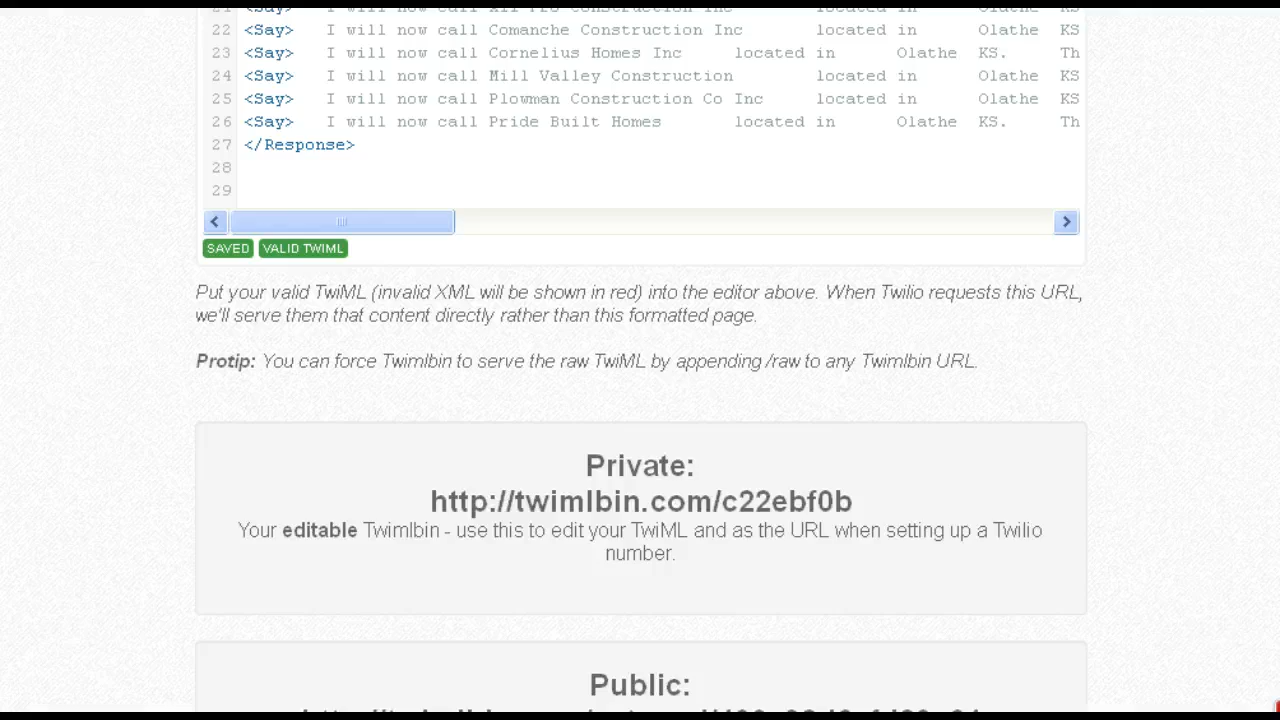 22 <Say> I will now call Comanche Construction Inc located in Olathe KS
23 <Say> I will now call Cornelius Homes Inc located in Olathe KS. Th
24 <Say> I will now call Mill Valley Construction located in Olathe KS
25 <Say> I will now call Plowman Construction Co Inc located in Olathe KS
26 <Say> I will now call Pride Built Homes located in Olathe KS. Th
27 </Response>
28
29
SAVED VALID TWIML
Put your valid TwiML (invalid XML will be shown in red) into the editor above. When Twilio requests this URL,
we'll serve them that content directly rather than this formatted page.
Protip: You can force Twimlbin to serve the raw TwiML by appending /raw to any Twimlbin URL.
Private:
http://twimlbin.com/c22ebf0b
Your editable Twimlbin - use this to edit your TwiML and as the URL when setting up a Twilio
number.
Public: